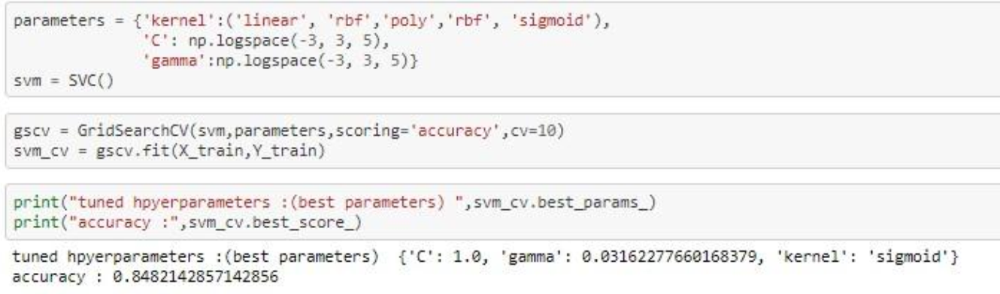 parameters = {'kernel':('linear', 'rbf','poly','rbf', 'sigmoid'),
              'C': np.logspace(-3, 3, 5),
              'gamma':np.logspace(-3, 3, 5)}
svm = SVC()
gscv = GridSearchCV(svm,parameters,scoring='accuracy',cv=10)
svm_cv = gscv.fit(X_train,Y_train)
print("tuned hpyerparameters :(best parameters) ",svm_cv.best_params_)
print("accuracy :",svm_cv.best_score_)
tuned hpyerparameters :(best parameters)  {'C': 1.0, 'gamma': 0.03162277660168379, 'kernel': 'sigmoid'}
accuracy : 0.8482142857142856